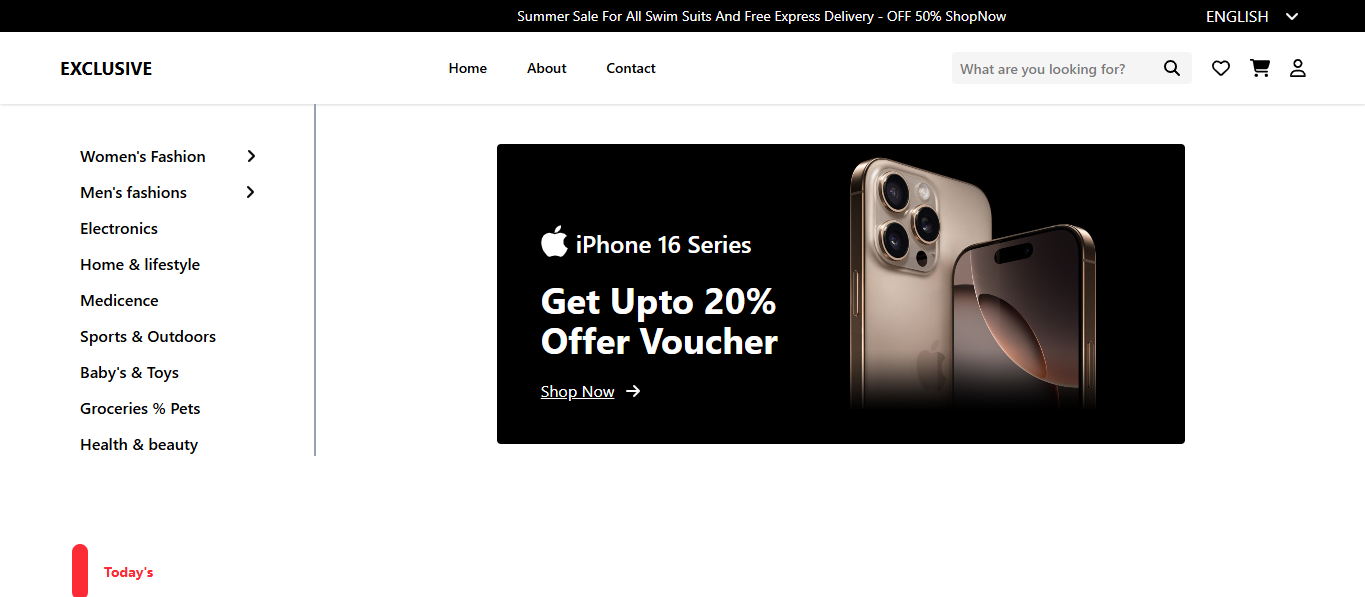 Summer Sale For All Swim Suits And Free Express Delivery - OFF 50% ShopNow
ENGLISH
EXCLUSIVE
Home
About
Contact
What are you looking for?
Women's Fashion
Men's fashions
Electronics
Home & lifestyle
Medicence
Sports & Outdoors
Baby's & Toys
Groceries % Pets
Health & beauty
iPhone 16 Series
Get Upto 20%
Offer Voucher
Shop Now
Today's